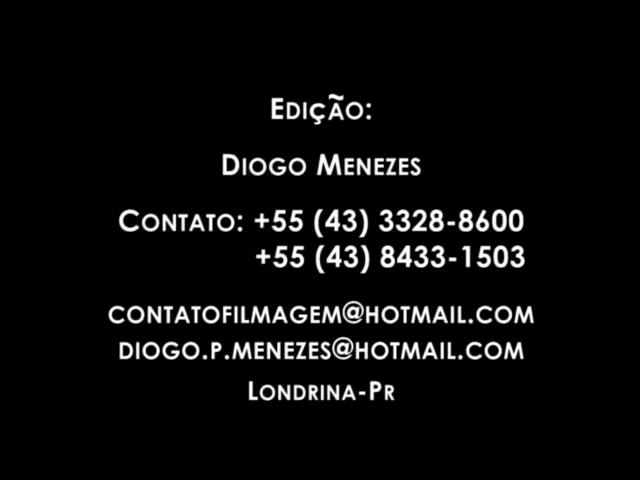 Edição:
Diogo Menezes
Contato: +55 (43) 3328-8600
+55 (43) 8433-1503
contatofilmagem@hotmail.com
diogo.p.menezes@hotmail.com
Londrina-Pr